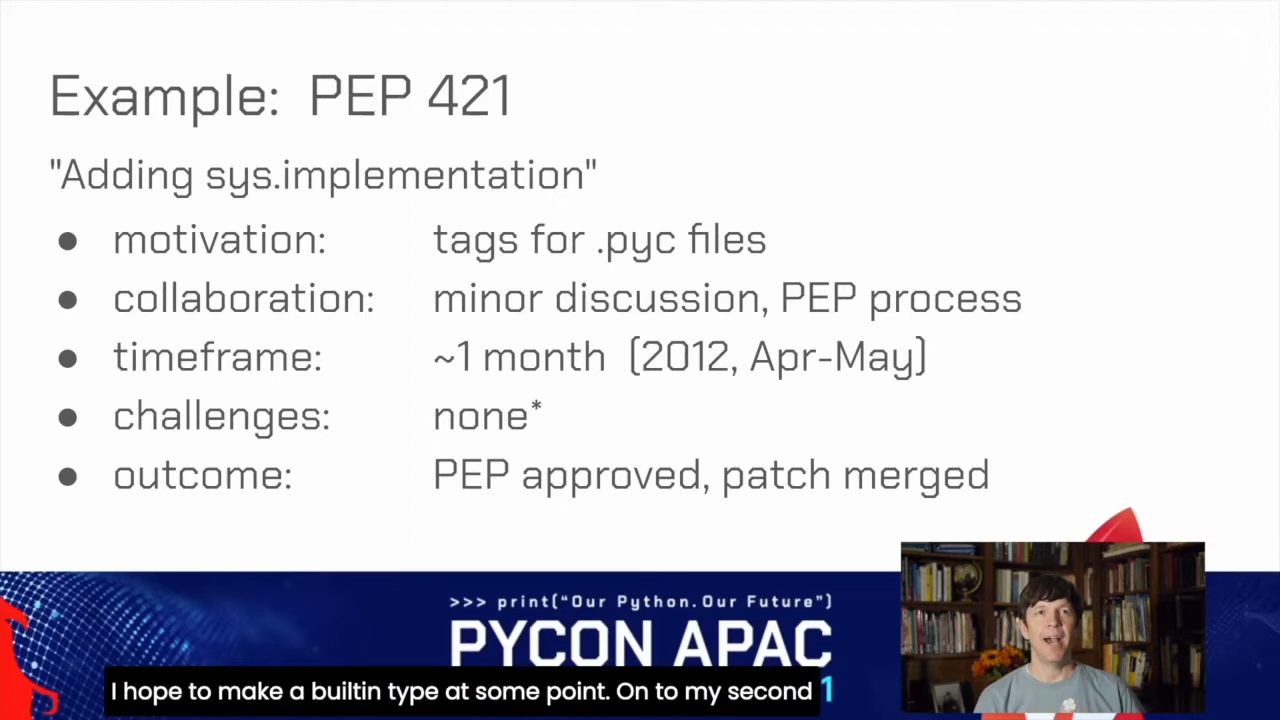 Example: PEP 421
"Adding sys.implementation"
● motivation: tags for .pyc files
● collaboration: minor discussion, PEP process
● timeframe: ~1 month (2012, Apr-May)
● challenges: none*
● outcome: PEP approved, patch merged
>>> print("Our Python.Our Future")
PYCON APAC
1
I hope to make a builtin type at some point. On to my second